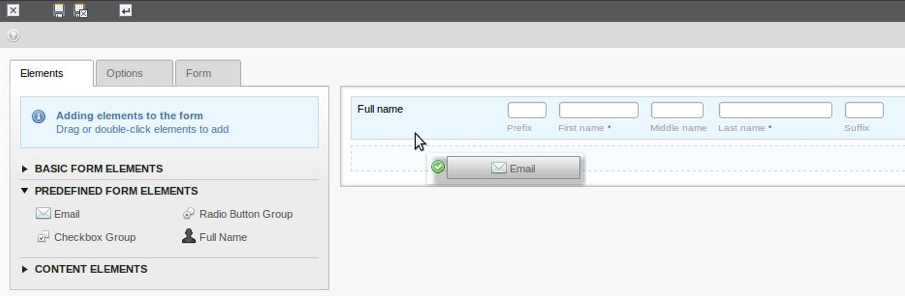 Elements
Options
Form
Adding elements to the form
Drag or double-click elements to add
BASIC FORM ELEMENTS
PREDEFINED FORM ELEMENTS
Email
Radio Button Group
Checkbox Group
Full Name
CONTENT ELEMENTS
Full name
Prefix
First name *
Middle name
Last name *
Suffix
Email